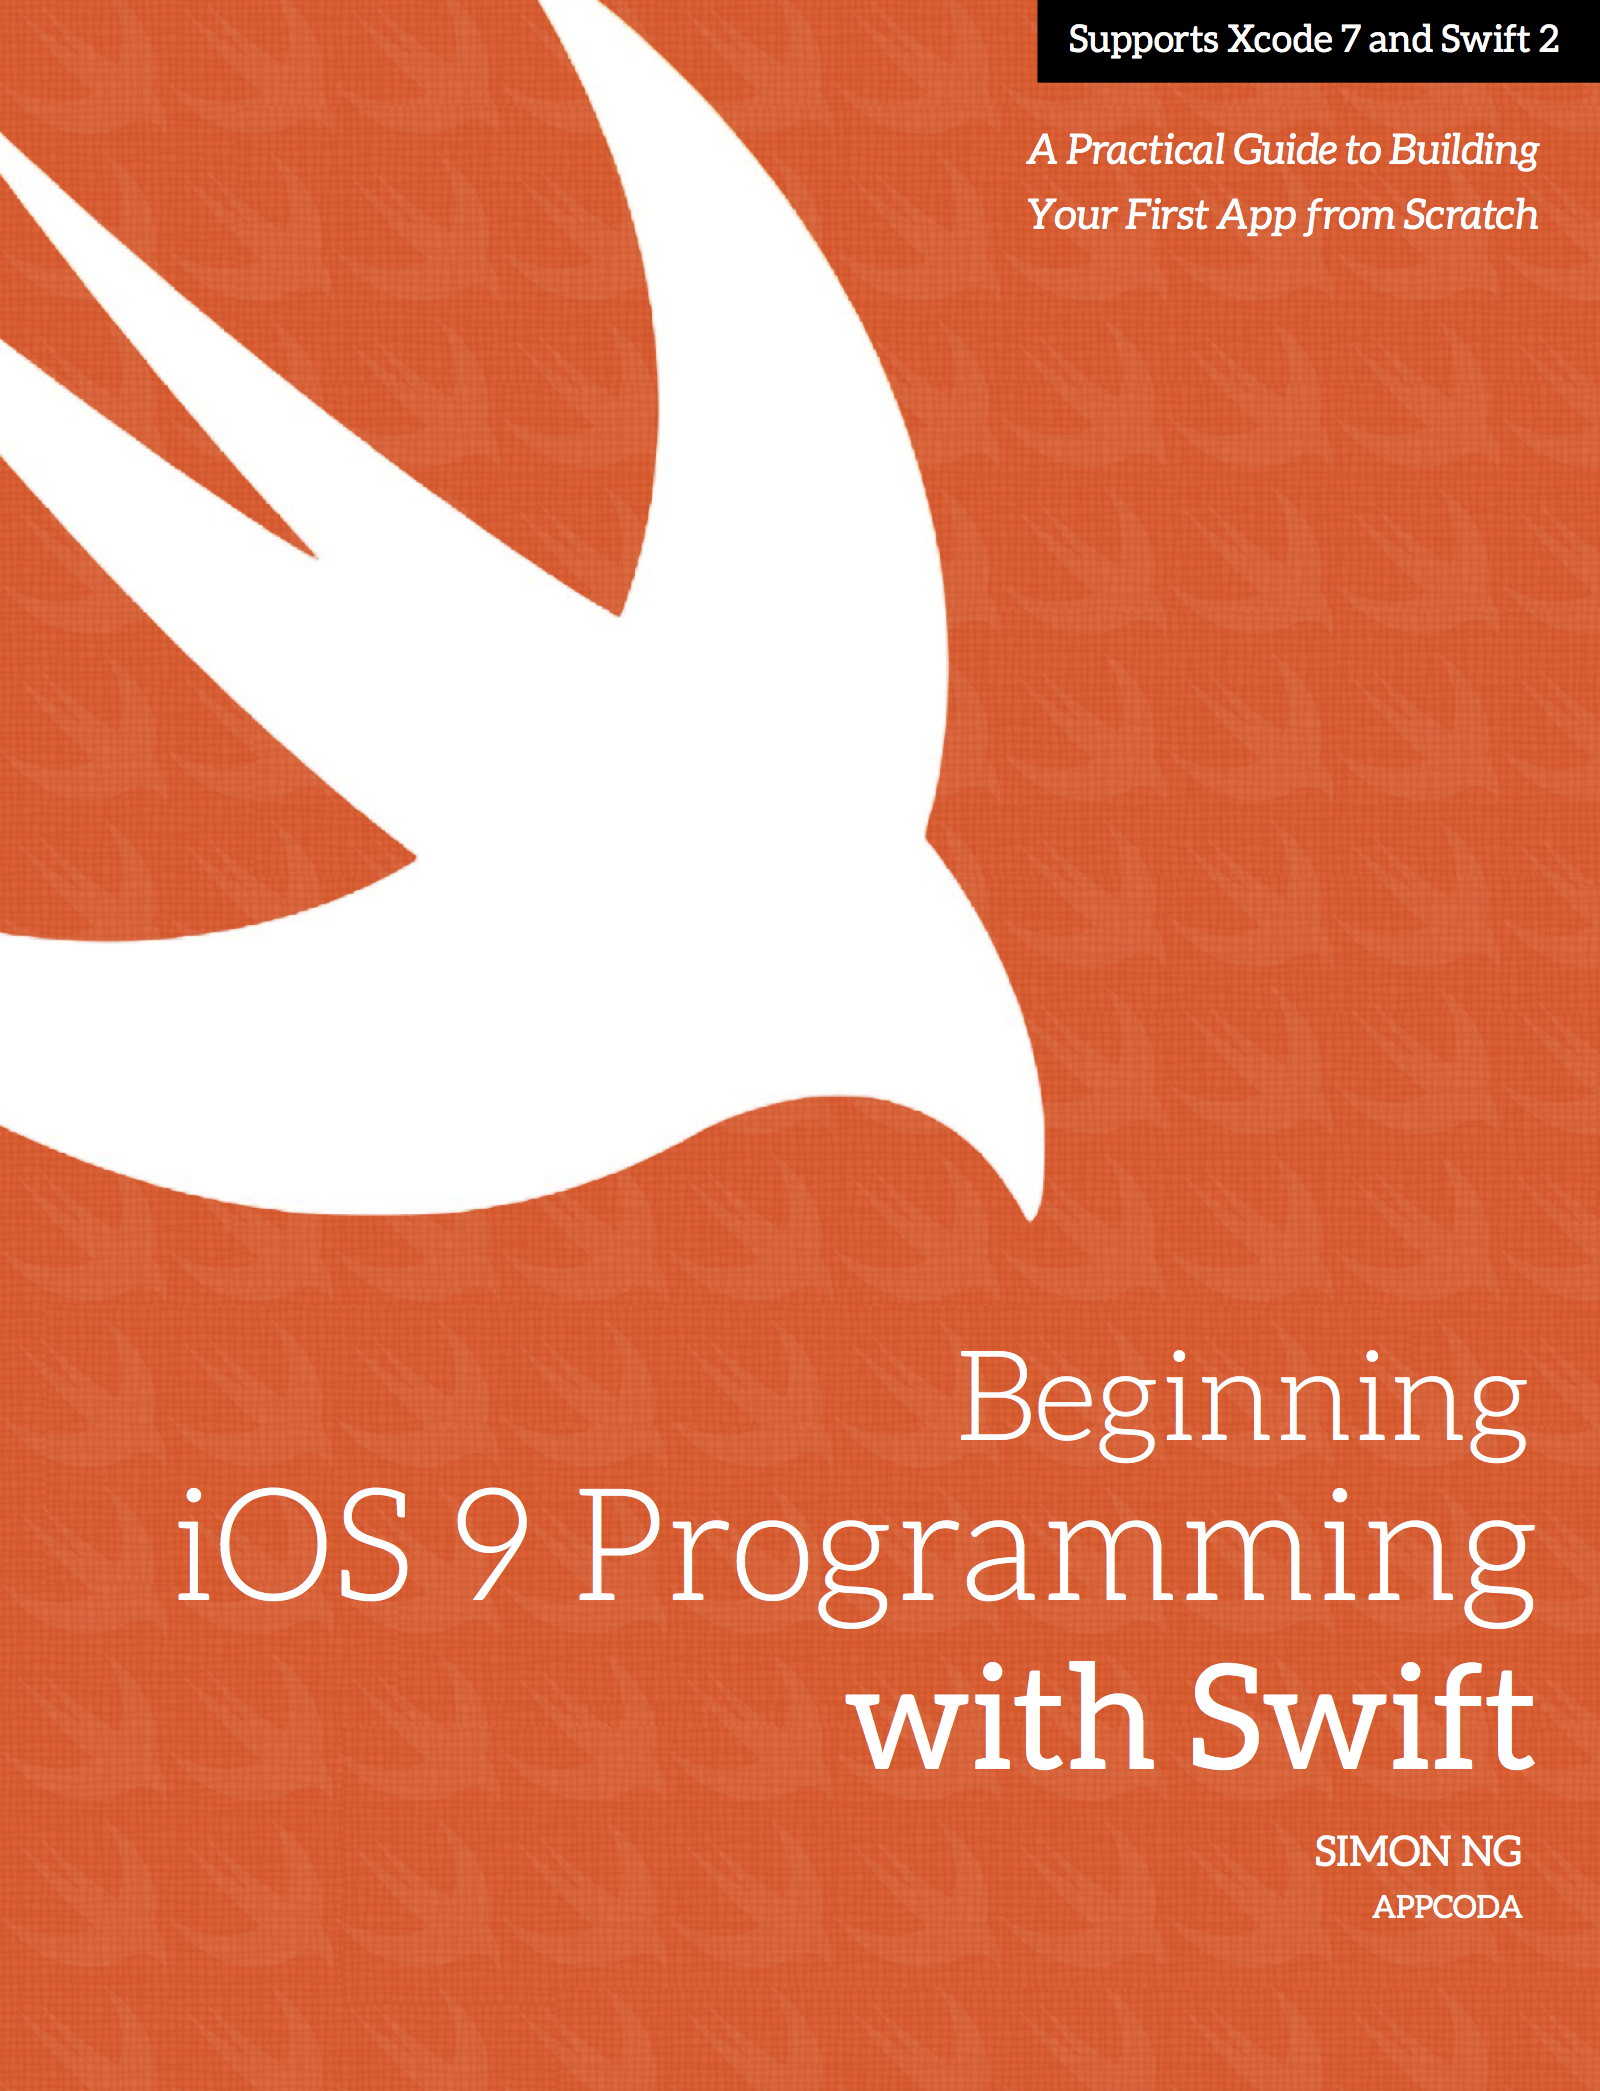 Supports Xcode 7 and Swift 2
A Practical Guide to Building
Your First App from Scratch
Beginning
iOS 9 Programming
with Swift
SIMON NG
APPCODA